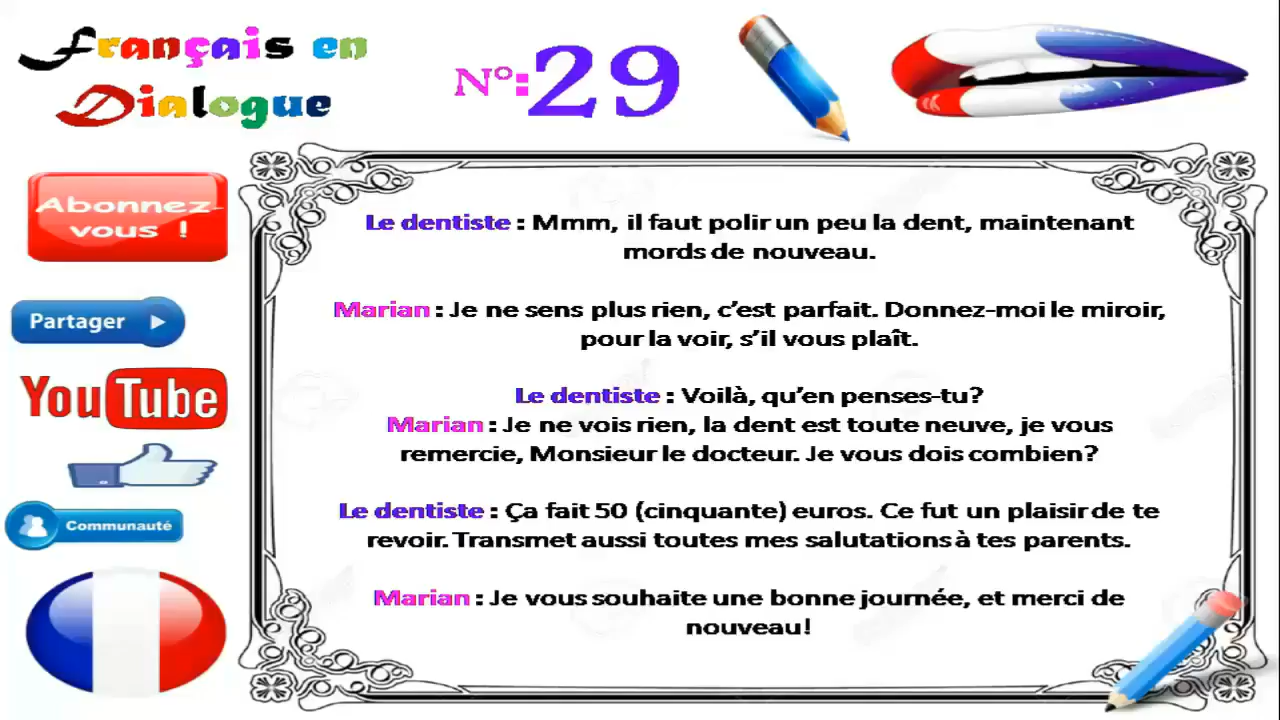 Français en
Dialogue
N°:29
Abonnez-
vous !
Partager
YouTube
Communauté
Le dentiste : Mmm, il faut polir un peu la dent, maintenant
mords de nouveau.
Marian : Je ne sens plus rien, c’est parfait. Donnez-moi le miroir,
pour la voir, s’il vous plaît.
Le dentiste : Voilà, qu’en penses-tu?
Marian : Je ne vois rien, la dent est toute neuve, je vous
remercie, Monsieur le docteur. Je vous dois combien?
Le dentiste : Ça fait 50 (cinquante) euros. Ce fut un plaisir de te
revoir. Transmet aussi toutes mes salutations à tes parents.
Marian : Je vous souhaite une bonne journée, et merci de
nouveau!